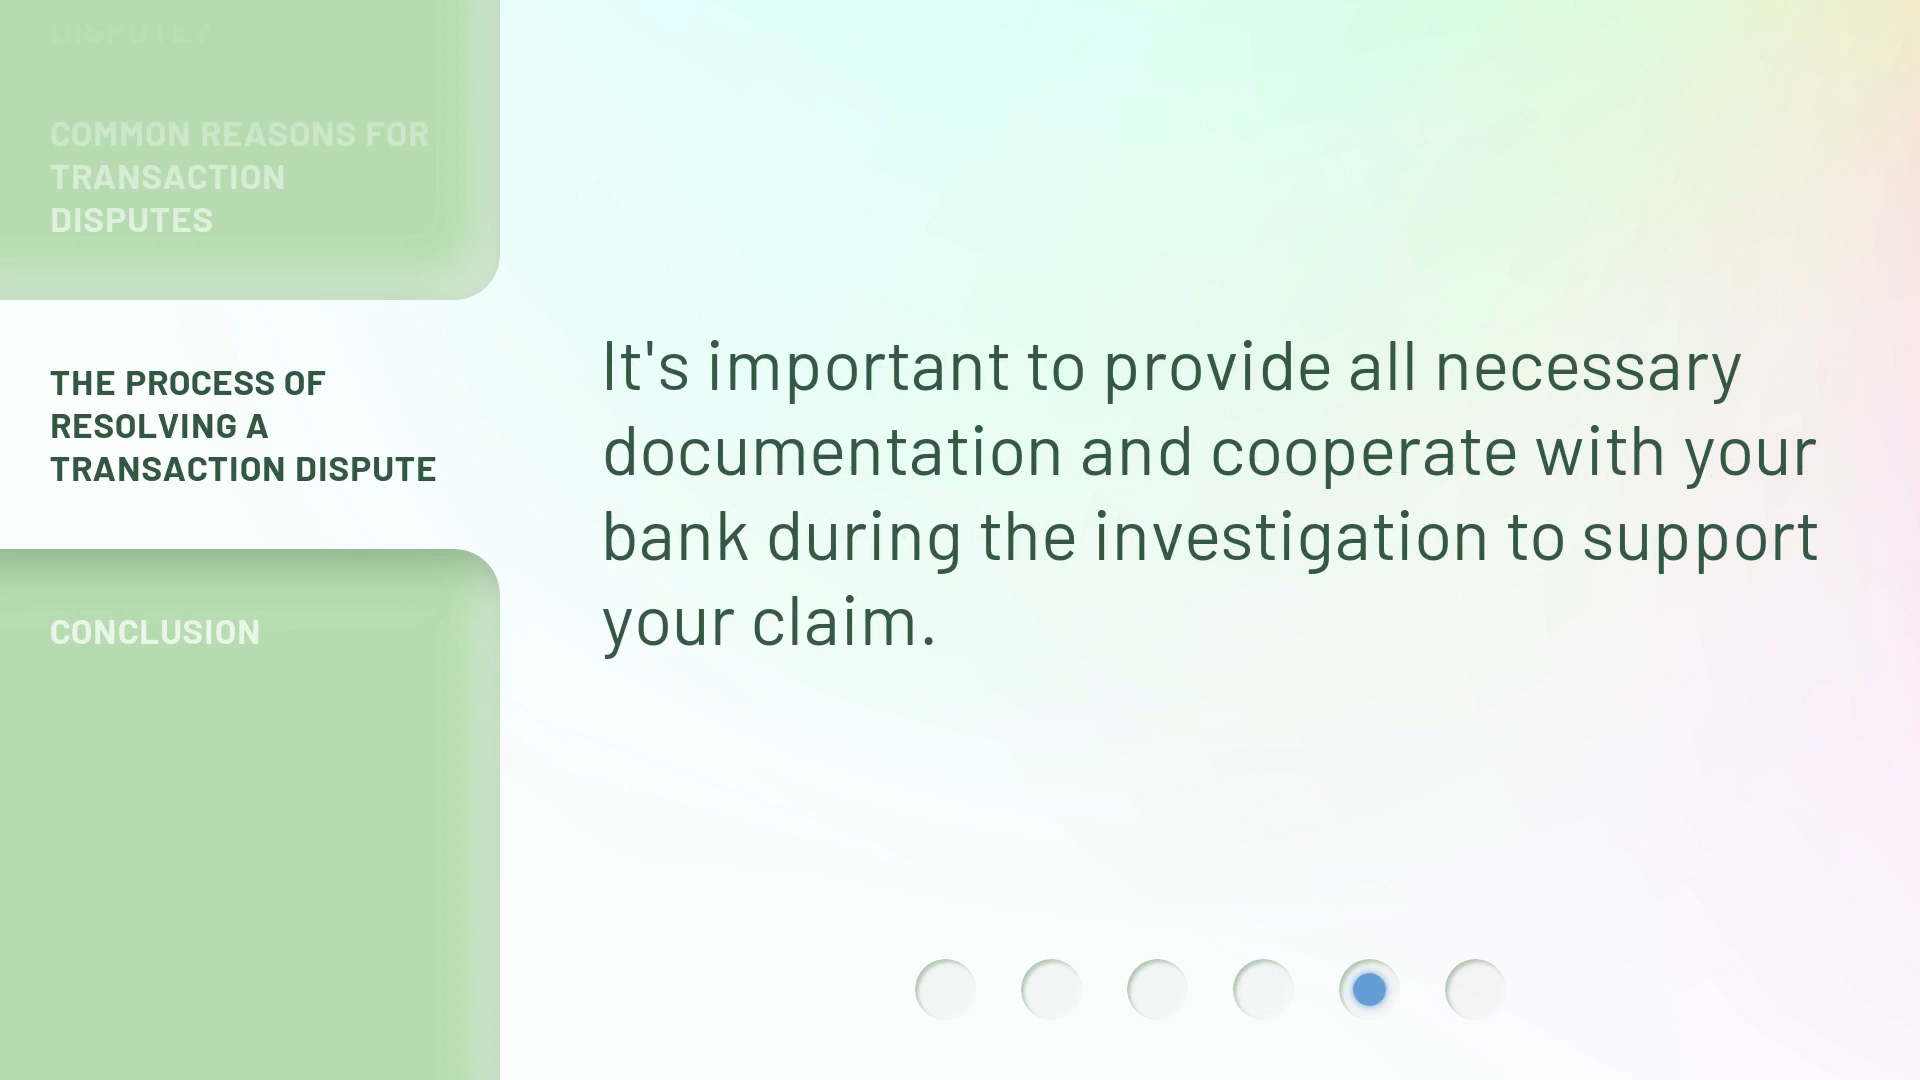 DISPUTE?
COMMON REASONS FOR
TRANSACTION
DISPUTES
THE PROCESS OF
RESOLVING A
TRANSACTION DISPUTE
CONCLUSION
It's important to provide all necessary
documentation and cooperate with your
bank during the investigation to support
your claim.